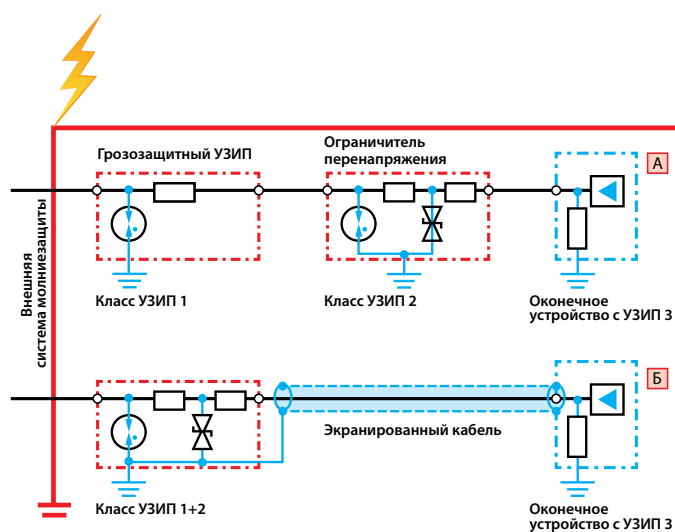 Грозозащитный УЗИП
Ограничитель
перенапряжения
А
Внешняя
система молниезащиты
Класс УЗИП 1
Класс УЗИП 2
Оконечное
устройство с УЗИП 3
Б
Экранированный кабель
Класс УЗИП 1+2
Оконечное
устройство с УЗИП 3